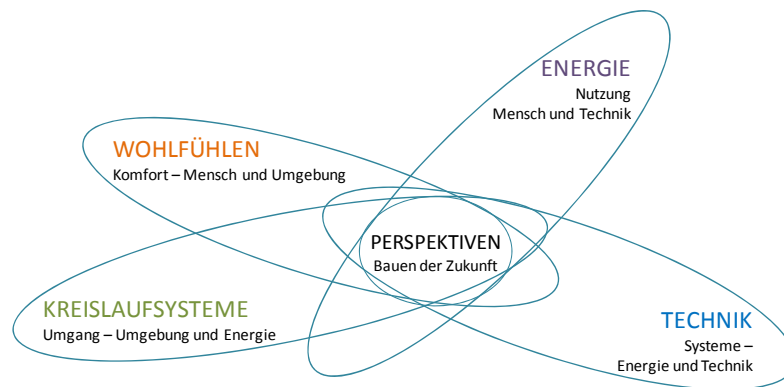 ENERGIE
Nutzung
Mensch und Technik
WOHLFÜHLEN
Komfort – Mensch und Umgebung
PERSPEKTIVEN
Bauen der Zukunft
KREISLAUFSYSTEME
Umgang – Umgebung und Energie
TECHNIK
Systeme –
Energie und Technik